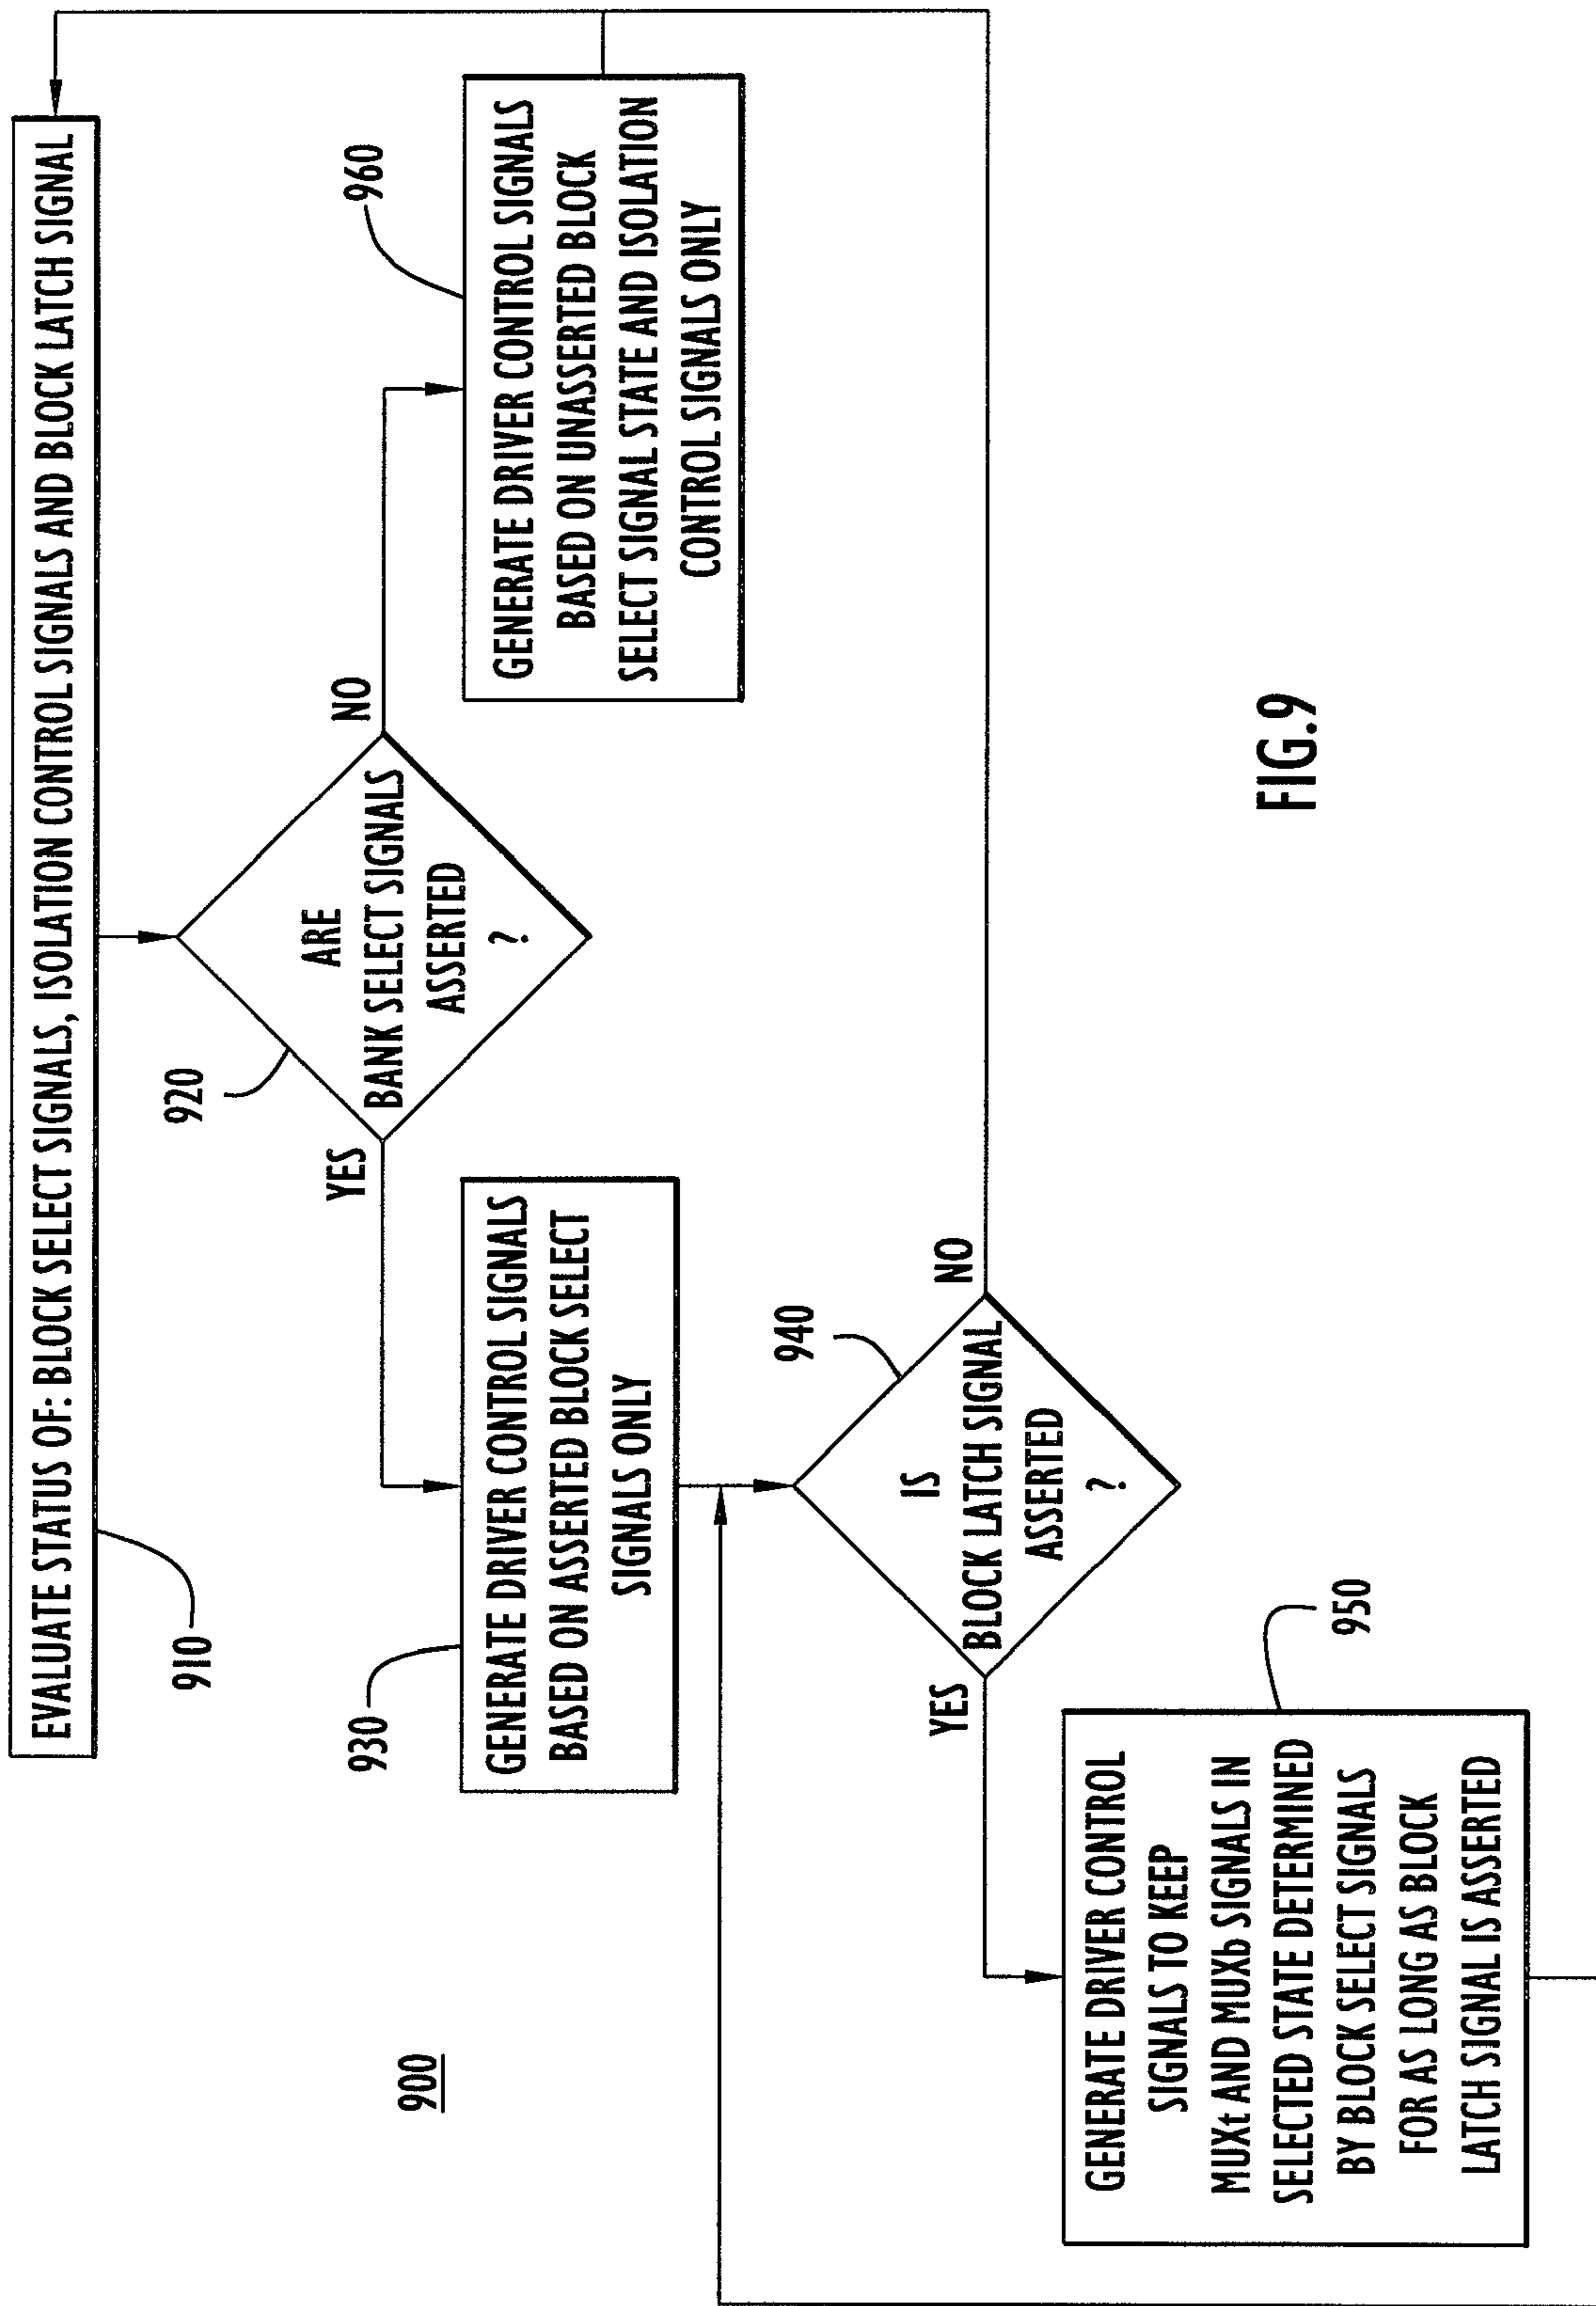 EVALUATE STATUS OF: BLOCK SELECT SIGNALS, ISOLATION CONTROL SIGNALS AND BLOCK LATCH SIGNAL
910
920
ARE
BANK SELECT SIGNALS
ASSERTED
?
YES
NO
930
GENERATE DRIVER CONTROL SIGNALS
BASED ON ASSERTED BLOCK SELECT
SIGNALS ONLY
960
GENERATE DRIVER CONTROL SIGNALS
BASED ON UNASSERTED BLOCK
SELECT SIGNAL STATE AND ISOLATION
CONTROL SIGNALS ONLY
940
IS
BLOCK LATCH SIGNAL
ASSERTED
?
YES
NO
950
GENERATE DRIVER CONTROL
SIGNALS TO KEEP
MUXt AND MUXb SIGNALS IN
SELECTED STATE DETERMINED
BY BLOCK SELECT SIGNALS
FOR AS LONG AS BLOCK
LATCH SIGNAL IS ASSERTED
900
FIG.9